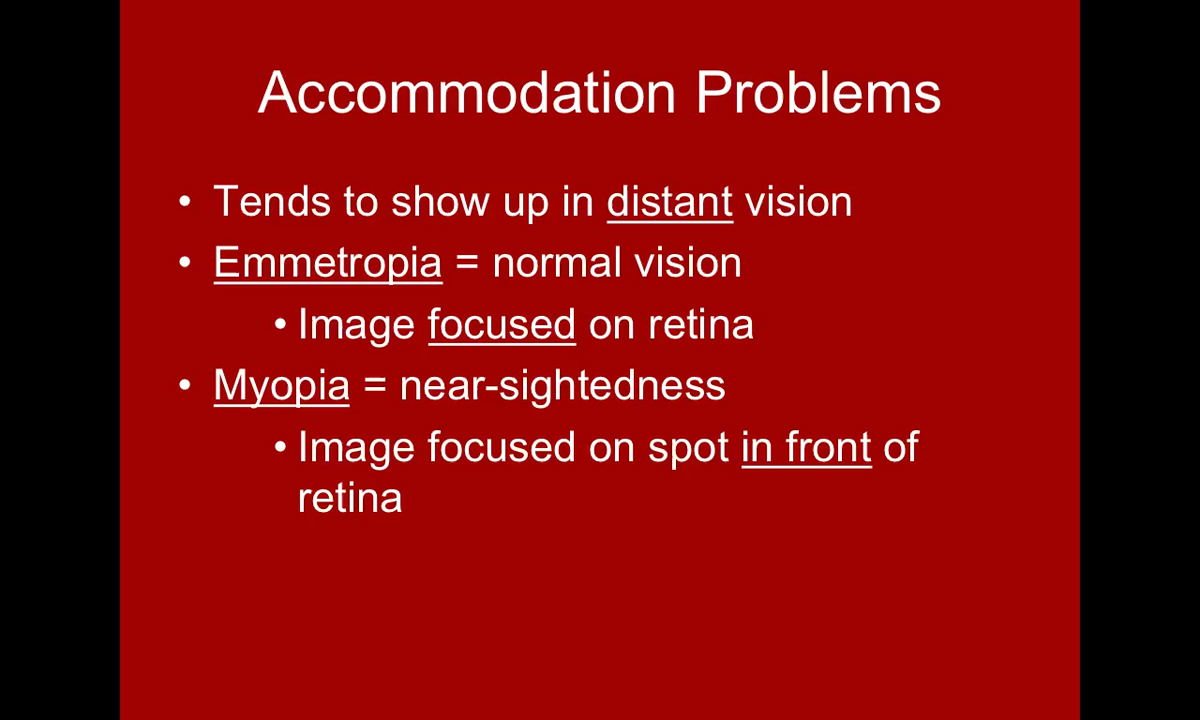 Accommodation Problems
• Tends to show up in distant vision
• Emmetropia = normal vision
• Image focused on retina
• Myopia = near-sightedness
• Image focused on spot in front of
retina